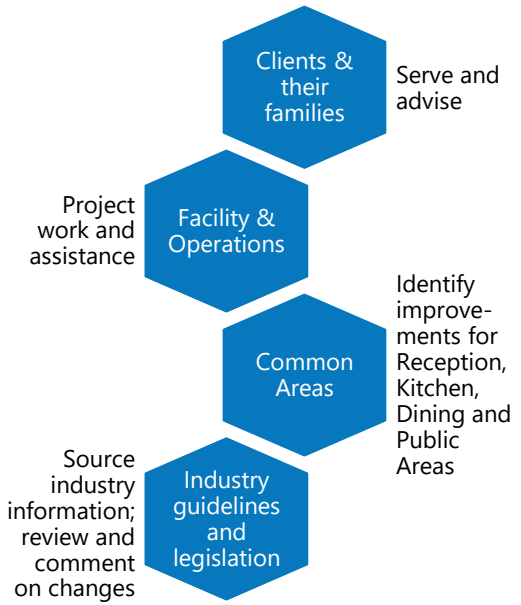 Clients &
their
families
Serve and
advise
Project
work and
assistance
Facility &
Operations
Common
Areas
Identify
improve-
ments for
Reception,
Kitchen,
Dining and
Public
Areas
Source
industry
information;
review and
comment
on changes
Industry
guidelines
and
legislation